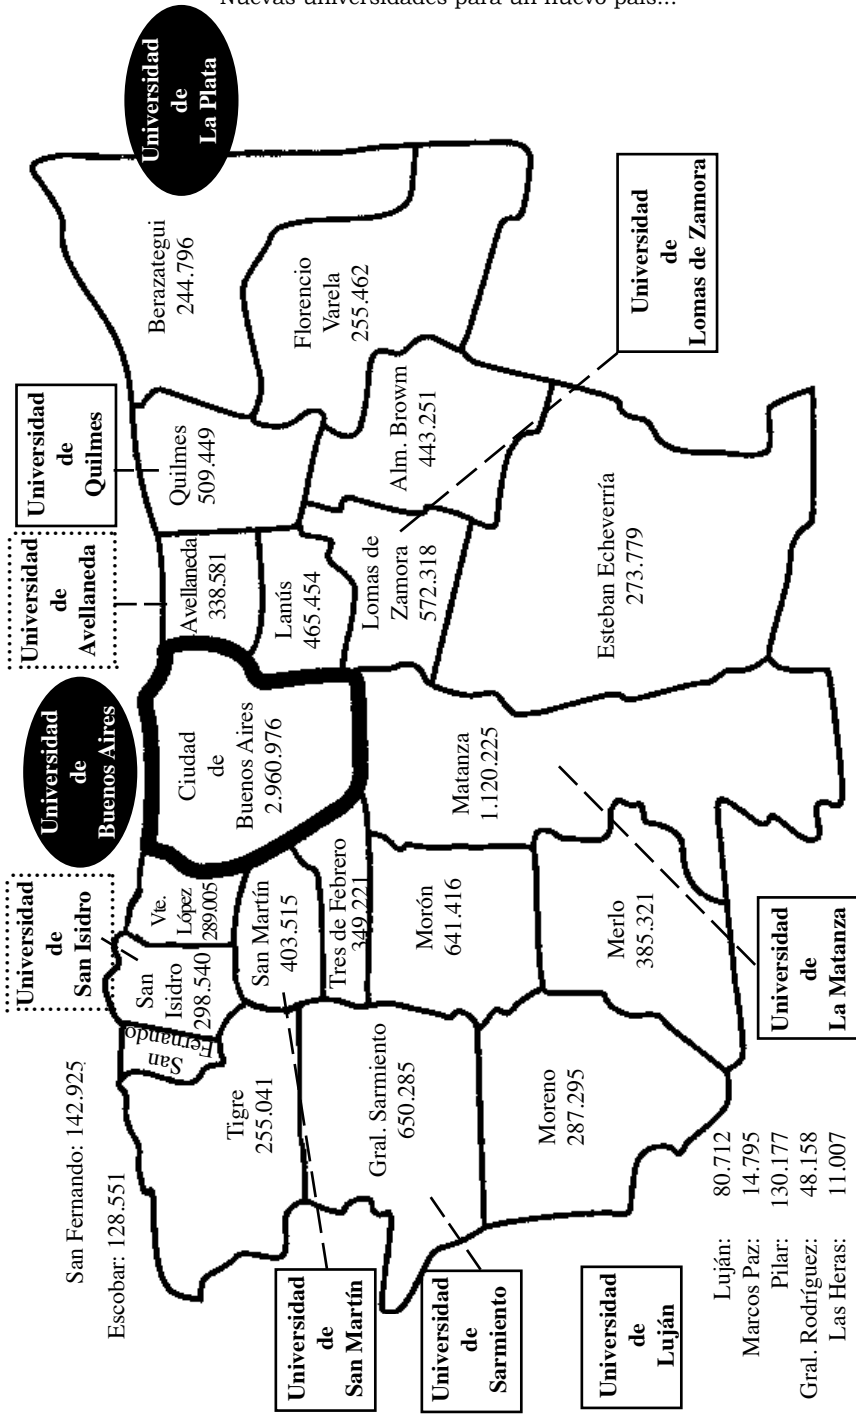 Nuevas universidades para un nuevo país...
San Fernando: 142.925
Escobar: 128.551
Universidad
de
San Isidro
Universidad
de
Buenos Aires
Universidad
de
Avellaneda
Universidad
de
Quilmes
Universidad
de
La Plata
San
Fernando
San
Isidro
298.540
Vte.
López
289.005
Ciudad
de
Buenos Aires
2.960.976
Avellaneda
338.581
Quilmes
509.449
Berazategui
244.796
Tigre
255.041
San Martín
403.515
Tres de Febrero
349.221
Lanús
465.454
Florencio
Varela
255.462
Universidad
de
San Martín
Gral. Sarmiento
650.285
Morón
641.416
Matanza
1.120.225
Lomas de
Zamora
572.318
Alm. Browm
443.251
Universidad
de
Sarmiento
Moreno
287.295
Merlo
385.321
Esteban Echeverría
273.779
Universidad
de
Lomas de Zamora
Universidad
de
Luján
Universidad
de
La Matanza
Luján: 80.712
Marcos Paz: 14.795
Pilar: 130.177
Gral. Rodríguez: 48.158
Las Heras: 11.007